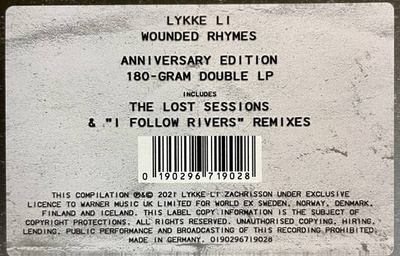 LYKKE LI
WOUNDED RHYMES
ANNIVERSARY EDITION
180-GRAM DOUBLE LP
INCLUDES
THE LOST SESSIONS
& "I FOLLOW RIVERS" REMIXES
0 190296 719028
THIS COMPILATION ℗&© 2021 LYKKE LI ZACHRISSON UNDER EXCLUSIVE
LICENCE TO WARNER MUSIC UK LIMITED FOR WORLD EX SWEDEN, NORWAY, DENMARK,
FINLAND AND ICELAND. THIS LABEL COPY INFORMATION IS THE SUBJECT OF
COPYRIGHT PROTECTIONS. ALL RIGHTS RESERVED. UNAUTHORISED COPYING, HIRING,
LENDING, PUBLIC PERFORMANCE AND BROADCASTING OF THIS RECORDING PROHIBITED.
MADE IN GERMANY. 0190296719028